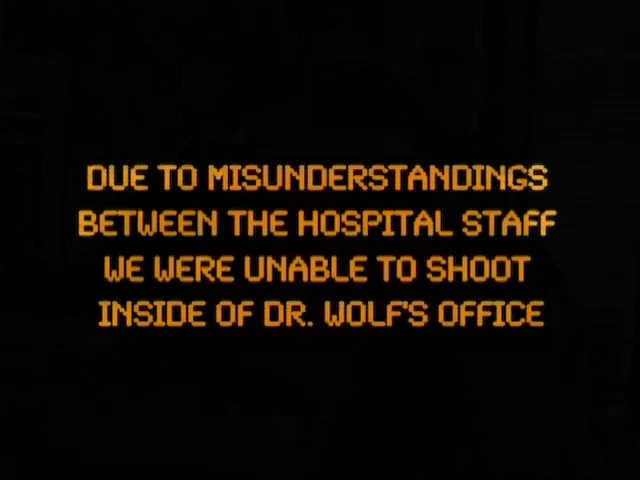 DUE TO MISUNDERSTANDINGS
BETWEEN THE HOSPITAL STAFF
WE WERE UNABLE TO SHOOT
INSIDE OF DR. WOLF'S OFFICE